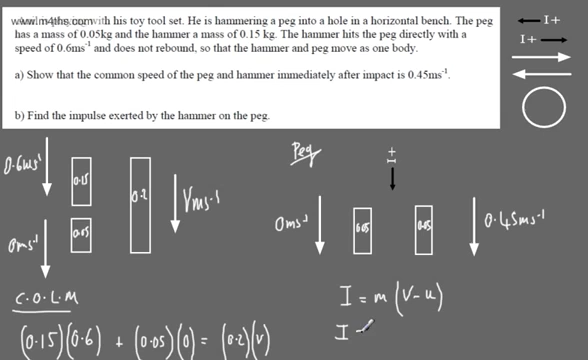 www.m4ths.com with his toy tool set. He is hammering a peg into a hole in a horizontal bench. The peg
has a mass of 0.05kg and the hammer a mass of 0.15 kg. The hammer hits the peg directly with a
speed of 0.6ms⁻¹ and does not rebound, so that the hammer and peg move as one body.
a) Show that the common speed of the peg and hammer immediately after impact is 0.45ms⁻¹.
b) Find the impulse exerted by the hammer on the peg.
I+
I+
0.6ms⁻¹
0.15
0.2
Vms⁻¹
0ms⁻¹
0.05
C.O.L.M
(0.15)(0.6) + (0.05)(0) = (0.2)(V)
Peg
I+
0ms⁻¹
0.05
0.05
0.45ms⁻¹
I = m(V-u)
I